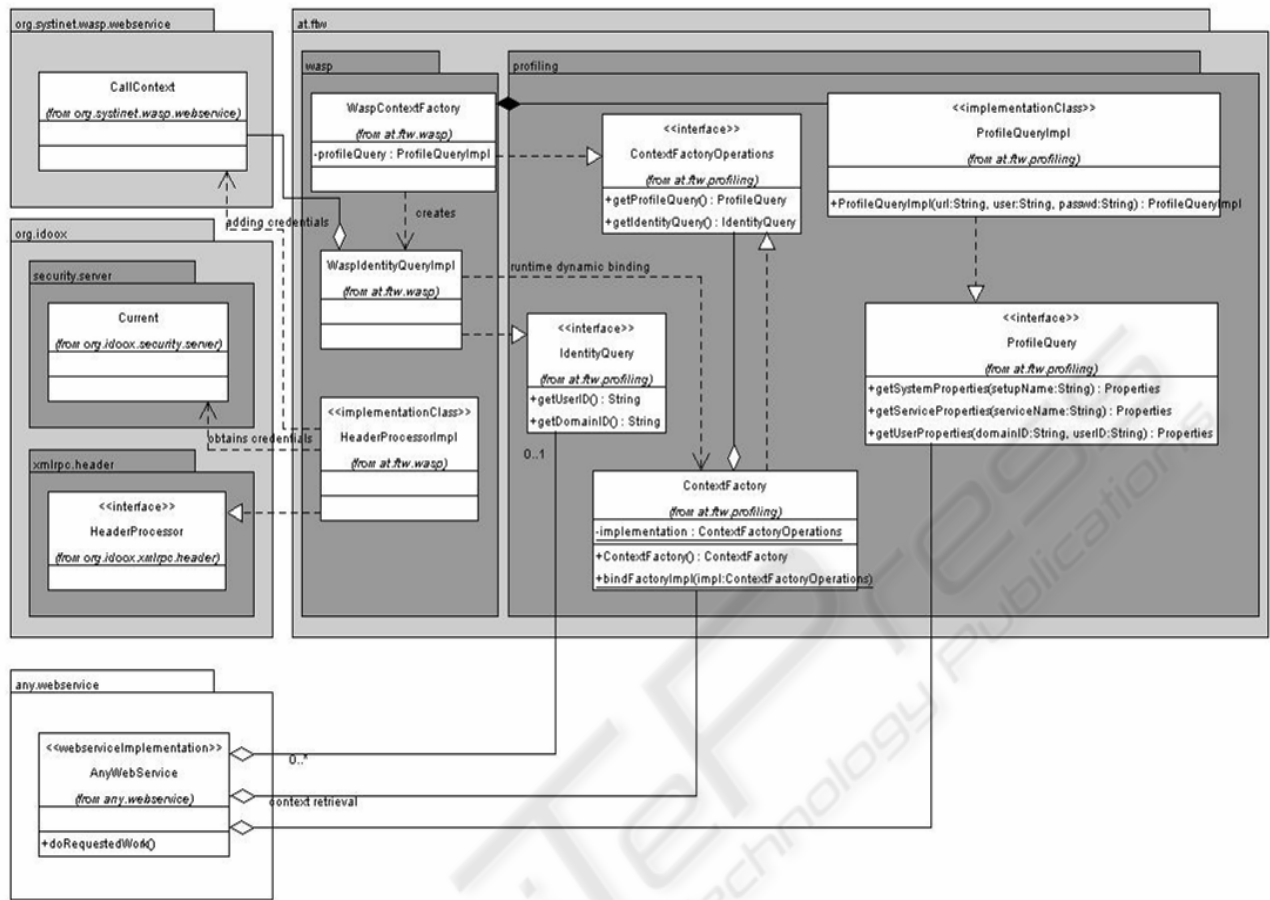 org.systinet.wasp.webservice
CallContext
(from org.systinet.wasp.webservice)
adding credentials
org.idoox
security.server
Current
(from org.idoox.security.server)
obtains credentials
xmlrpc.header
<<interface>>
HeaderProcessor
(from org.idoox.xmlrpc.header)
at.ftw
wasp
WaspContextFactory
(from at.ftw.wasp)
-profileQuery : ProfileQueryImpl
creates
WaspIdentityQueryImpl
(from at.ftw.wasp)
<<implementationClass>>
HeaderProcessorImpl
(from at.ftw.wasp)
profiling
<<interface>>
ContextFactoryOperations
(from at.ftw.profiling)
+getProfileQuery() : ProfileQuery
+getIdentityQuery() : IdentityQuery
runtime dynamic binding
<<interface>>
IdentityQuery
(from at.ftw.profiling)
+getUserID() : String
+getDomainID() : String
0..1
ContextFactory
(from at.ftw.profiling)
-implementation : ContextFactoryOperations
+ContextFactory() : ContextFactory
+bindFactoryImpl(impl:ContextFactoryOperations)
<<implementationClass>>
ProfileQueryImpl
(from at.ftw.profiling)
+ProfileQueryImpl(url:String, user:String, passwd:String) : ProfileQueryImpl
<<interface>>
ProfileQuery
(from at.ftw.profiling)
+getSystemProperties(setupName:String) : Properties
+getServiceProperties(serviceName:String) : Properties
+getUserProperties(domainID:String, userID:String) : Properties
any.webservice
<<webserviceImplementation>>
AnyWebService
(from any.webservice)
+doRequestedWork()
0..*
context retrieval
Technology Publications